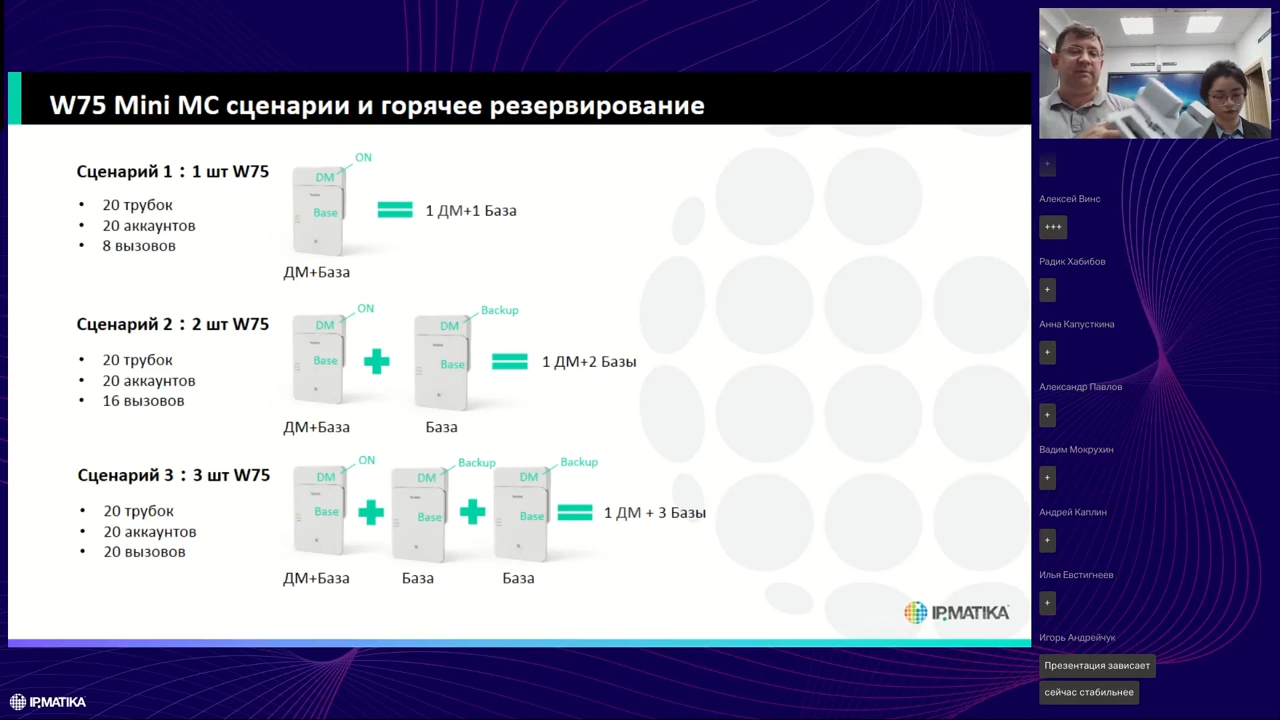 W75 Mini МС сценарии и горячее резервирование
Сценарий 1：1 шт W75
• 20 трубок
• 20 аккаунтов
• 8 вызовов
ON
DM
Base
1 ДМ+1 База
ДМ+База
Сценарий 2：2 шт W75
• 20 трубок
• 20 аккаунтов
• 16 вызовов
ON
DM
Base
Backup
DM
Base
1 ДМ+2 Базы
ДМ+База
База
Сценарий 3：3 шт W75
• 20 трубок
• 20 аккаунтов
• 20 вызовов
ON
DM
Base
Backup
DM
Base
Backup
DM
Base
1 ДМ + 3 Базы
ДМ+База
База
База
IP.MATIKA
IP.MATIKA
+
Алексей Винс
+++
Радик Хабибов
+
Анна Капусткина
+
Александр Павлов
+
Вадим Мокрухин
+
Андрей Каплин
+
Илья Евстигнеев
+
Игорь Андрейчук
Презентация зависает
сейчас стабильнее